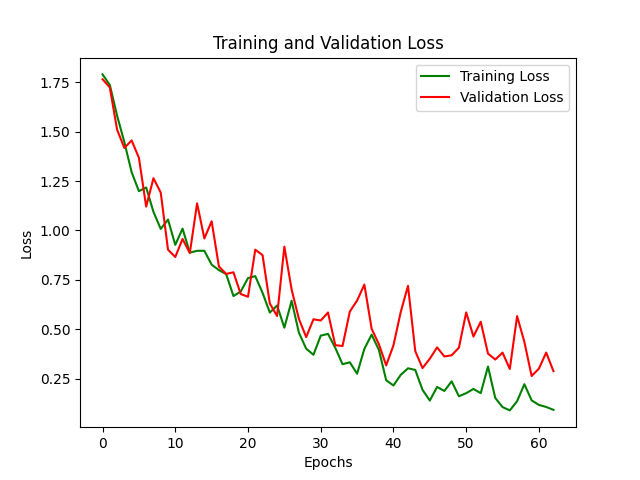 Training and Validation Loss
Training Loss
Validation Loss
1.75
1.50
1.25
1.00
0.75
0.50
0.25
Loss
0 10 20 30 40 50 60
Epochs